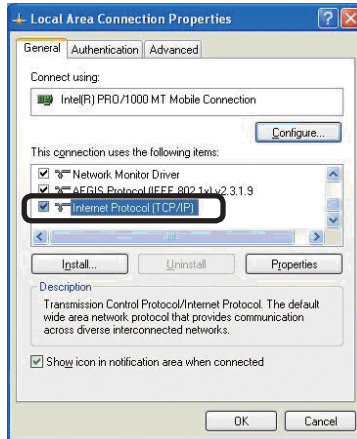 Local Area Connection Properties
General Authentication Advanced
Connect using:
Intel(R) PRO/1000 MT Mobile Connection
Configure...
This connection uses the following items:
Network Monitor Driver
AEGIS Protocol (IEEE 802.1x) v2.3.1.9
Internet Protocol (TCP/IP)
Install... Uninstall Properties
Description
Transmission Control Protocol/Internet Protocol. The default
wide area network protocol that provides communication
across diverse interconnected networks.
Show icon in notification area when connected
OK Cancel